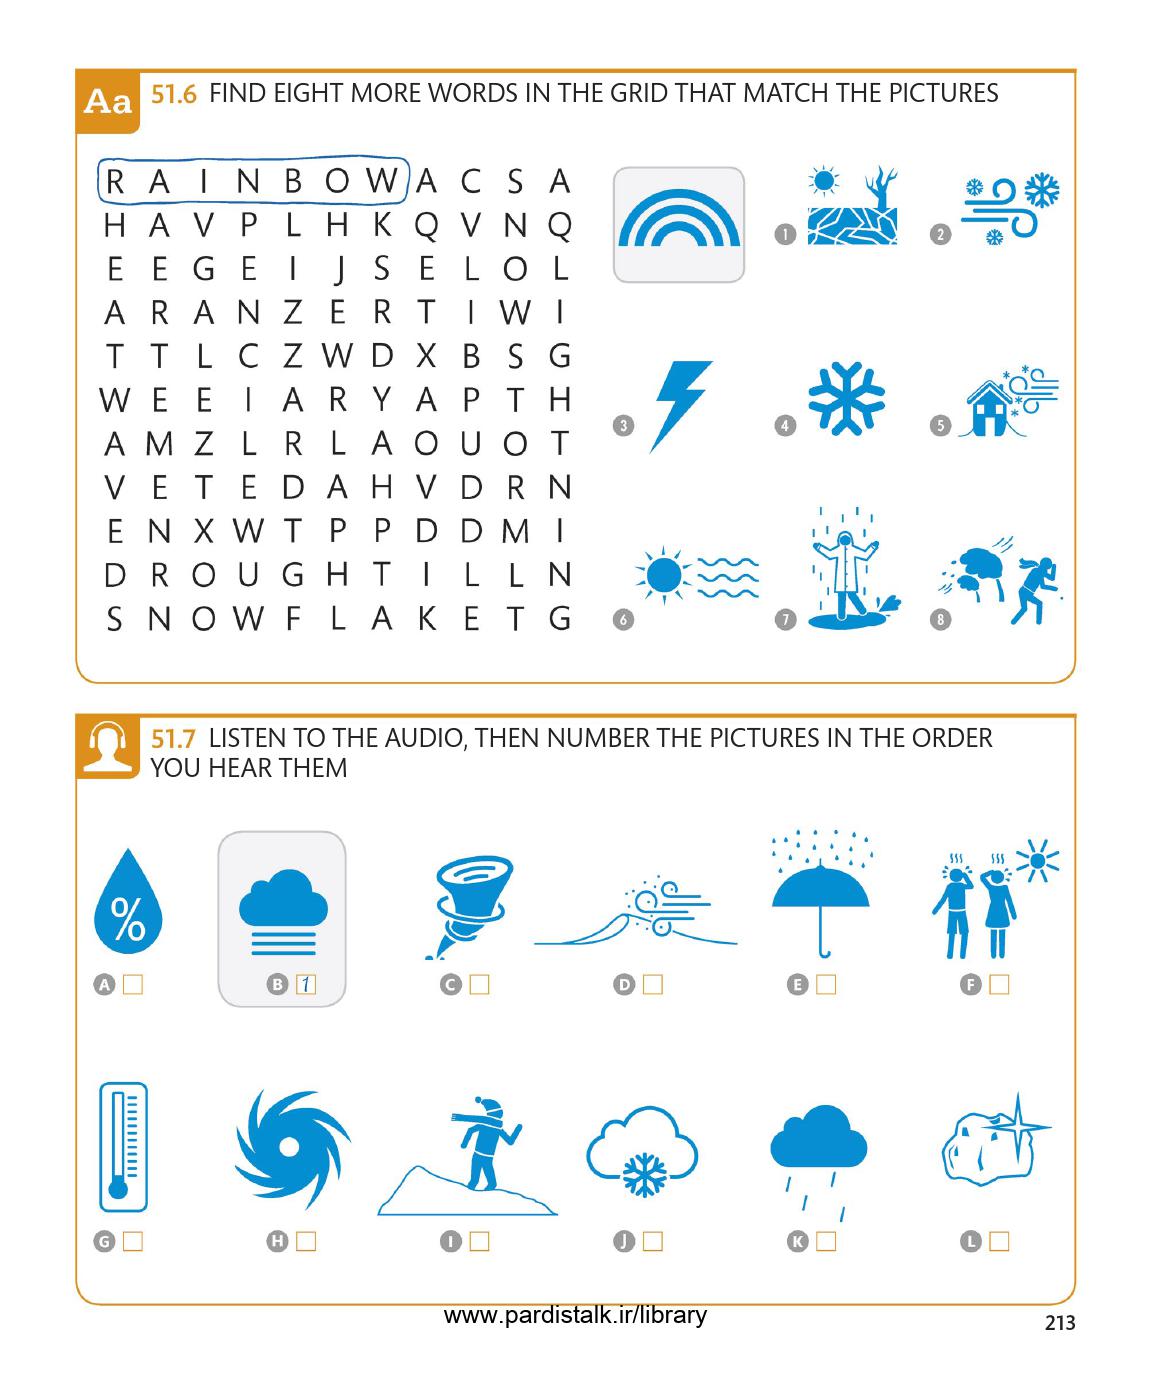 Aa 51.6 FIND EIGHT MORE WORDS IN THE GRID THAT MATCH THE PICTURES
R A I N B O W A C S A
H A V P L H K Q V N Q
E E G E I J S E L O L
A R A N Z E R T I W I
T T L C Z W D X B S G
W E E I A R Y A P T H
A M Z L R L A O U O T
V E T E D A H V D R N
E N X W T P P D D M I
D R O U G H T I L L N
S N O W F L A K E T G
1 2
3 4 5
6 7 8
51.7 LISTEN TO THE AUDIO, THEN NUMBER THE PICTURES IN THE ORDER
YOU HEAR THEM
%
A B 1 C D E F
G H I J K L
www.pardistalk.ir/library
213